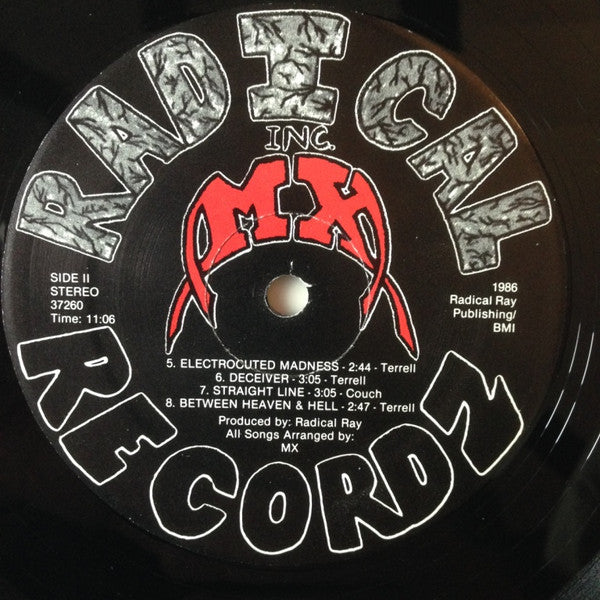 RADICAL
INC.
MX
SIDE II
STEREO
37260
Time: 11:06
1986
Radical Ray
Publishing/
BMI
5. ELECTROCUTED MADNESS - 2:44 - Terrell
6. DECEIVER - 3:05 - Terrell
7. STRAIGHT LINE - 3:05 - Couch
8. BETWEEN HEAVEN & HELL - 2:47 - Terrell
Produced by: Radical Ray
All Songs Arranged by:
MX
RECORDZ